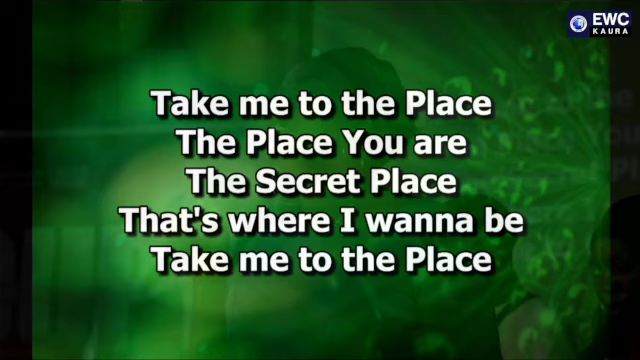 EWC
KAURA
Take me to the Place
The Place You are
The Secret Place
That's where I wanna be
Take me to the Place